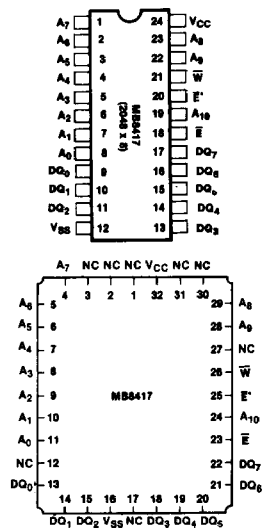 A7 1 24 VCC
A6 2 23 A8
A5 3 22 A9
A4 4 21 W̅
A3 5 20 E̅'
A2 6 19 A10
A1 7 18 E̅
A0 8 17 DQ7
DQ0 9 16 DQ6
DQ1 10 15 DQ5
DQ2 11 14 DQ4
VSS 12 13 DQ3
MB8417
(2048 x 8)
A7 NC NC NC VCC NC NC
4 3 2 1 32 31 30
A6 5 29 A8
A5 6 28 A9
A4 7 27 NC
A3 8 26 W̅
A2 9 MB8417 25 E̅'
A1 10 24 A10
A0 11 23 E̅
NC 12 22 DQ7
DQ0' 13 21 DQ6
14 15 16 17 18 19 20
DQ1 DQ2 VSS NC DQ3 DQ4 DQ5